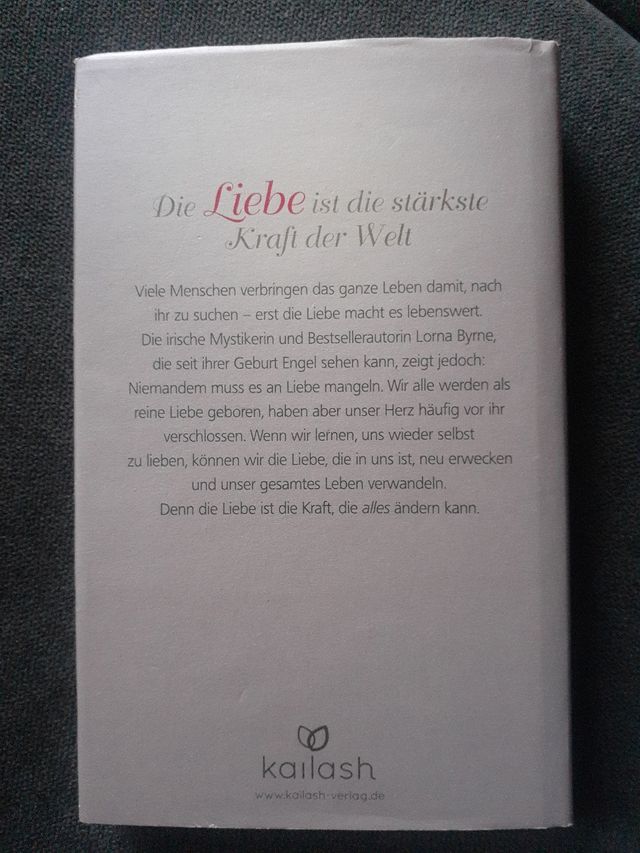 Die Liebe ist die stärkste
Kraft der Welt
Viele Menschen verbringen das ganze Leben damit, nach
ihr zu suchen – erst die Liebe macht es lebenswert.
Die irische Mystikerin und Bestsellerautorin Lorna Byrne,
die seit ihrer Geburt Engel sehen kann, zeigt jedoch:
Niemandem muss es an Liebe mangeln. Wir alle werden als
reine Liebe geboren, haben aber unser Herz häufig vor ihr
verschlossen. Wenn wir lernen, uns wieder selbst
zu lieben, können wir die Liebe, die in uns ist, neu erwecken
und unser gesamtes Leben verwandeln.
Denn die Liebe ist die Kraft, die alles ändern kann.
kailash
www.kailash-verlag.de